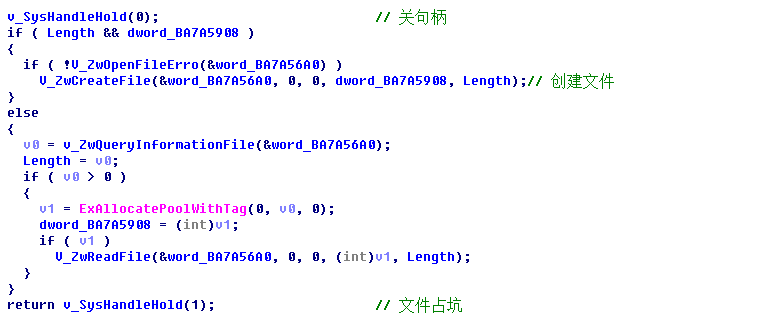 v_SysHandleHold(0); // 关句柄
if ( Length && dword_BA7A5908 )
{
if ( !V_ZwOpenFileErro(&word_BA7A56A0) )
V_ZwCreateFile(&word_BA7A56A0, 0, 0, dword_BA7A5908, Length);// 创建文件
}
else
{
v0 = v_ZwQueryInformationFile(&word_BA7A56A0);
Length = v0;
if ( v0 > 0 )
{
v1 = ExAllocatePoolWithTag(0, v0, 0);
dword_BA7A5908 = (int)v1;
if ( v1 )
V_ZwReadFile(&word_BA7A56A0, 0, 0, (int)v1, Length);
}
}
return v_SysHandleHold(1); // 文件占坑